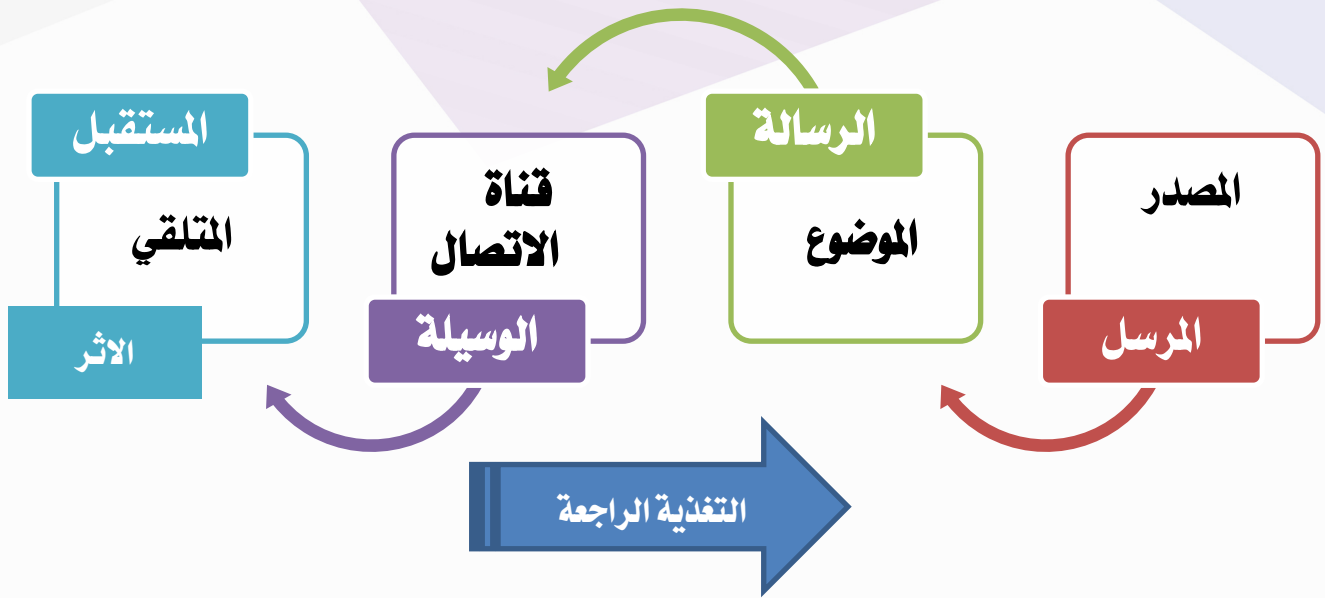 المصدر
المرسل
الرسالة
الموضوع
قناة
الاتصال
الوسيلة
المستقبل
المتلقي
الاثر
التغذية الراجعة